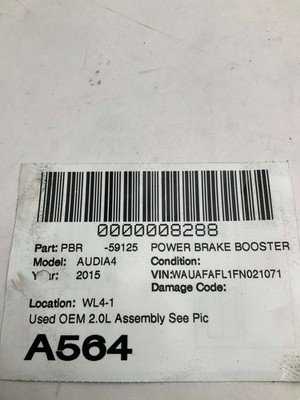 0000008288
Part: PBR -59125 POWER BRAKE BOOSTER
Model: AUDIA4 Condition:
Year: 2015 VIN:WAUAFAFL1FN021071
Damage Code:
Location: WL4-1
Used OEM 2.0L Assembly See Pic
A564